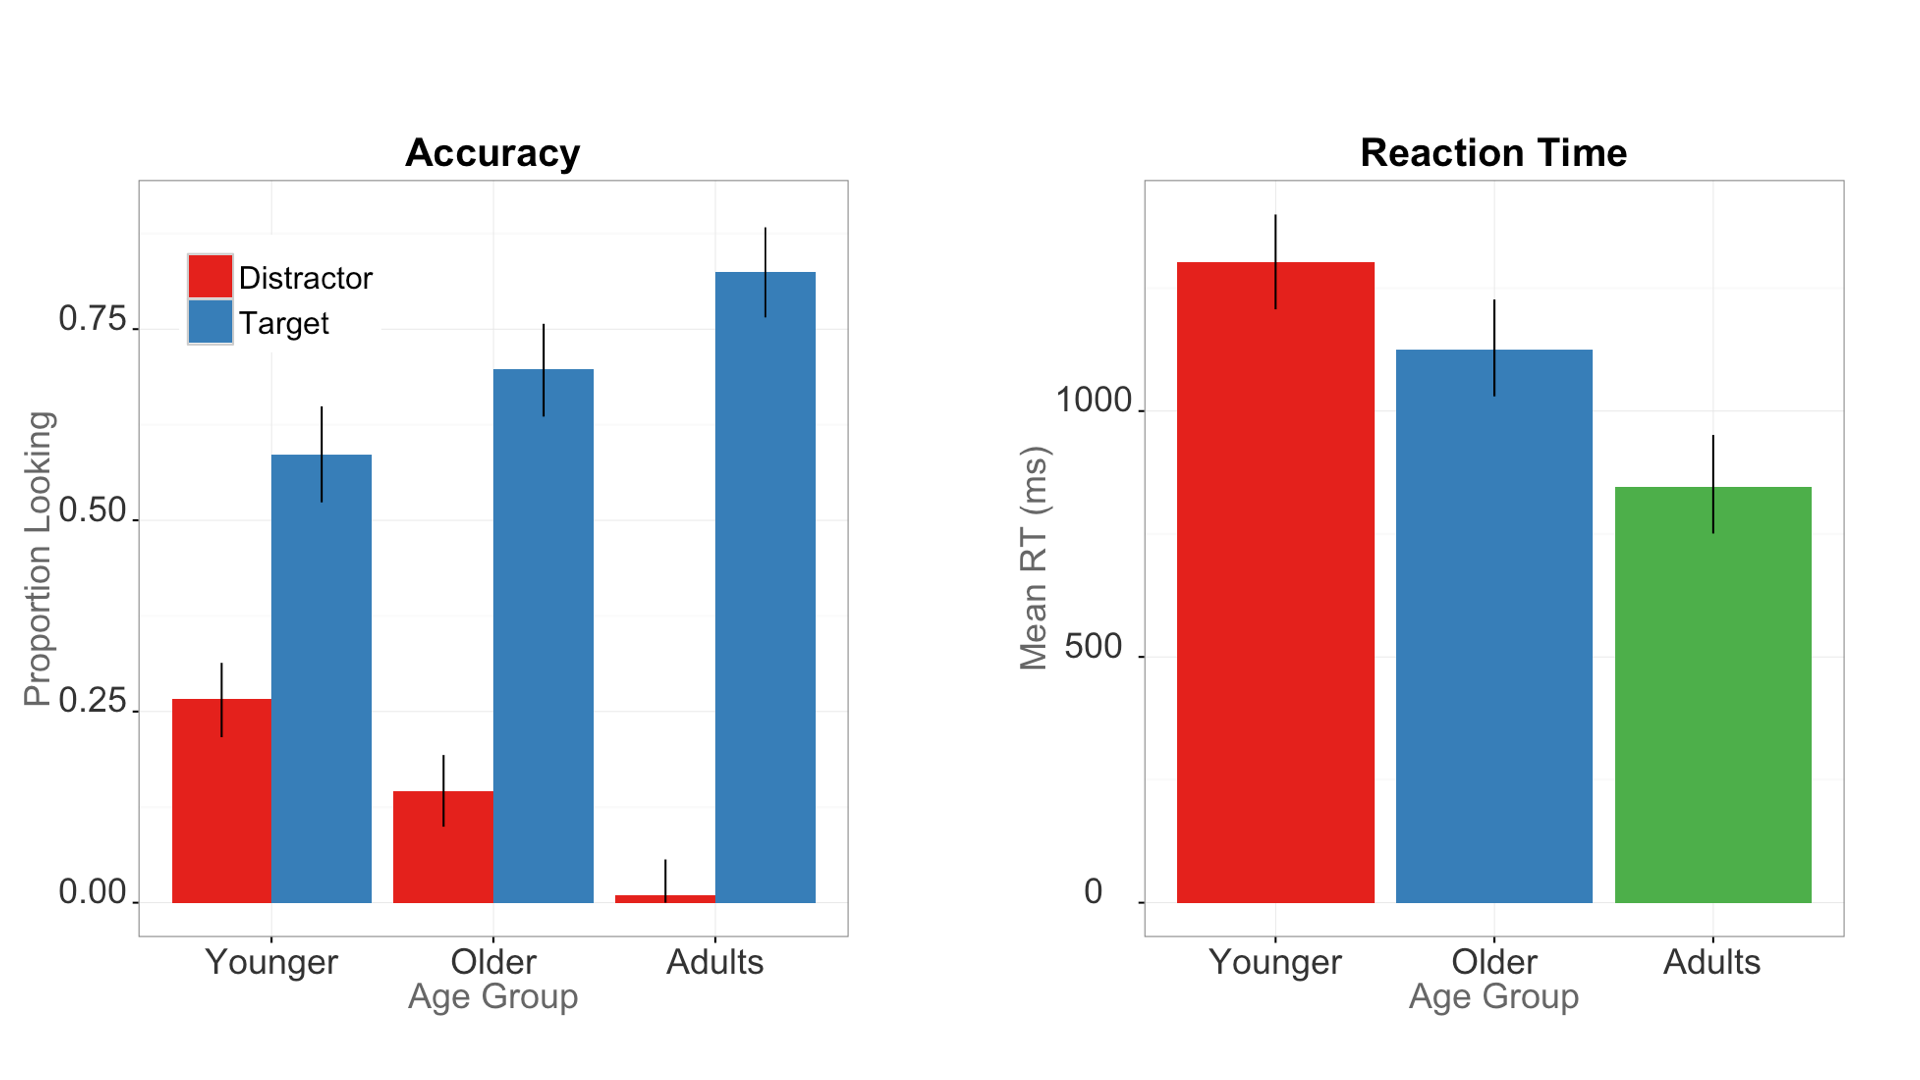 Accuracy
Distractor
Target
0.75
0.50
0.25
0.00
Proportion Looking
Younger Older Adults
Age Group
Reaction Time
1000
500
0
Mean RT (ms)
Younger Older Adults
Age Group